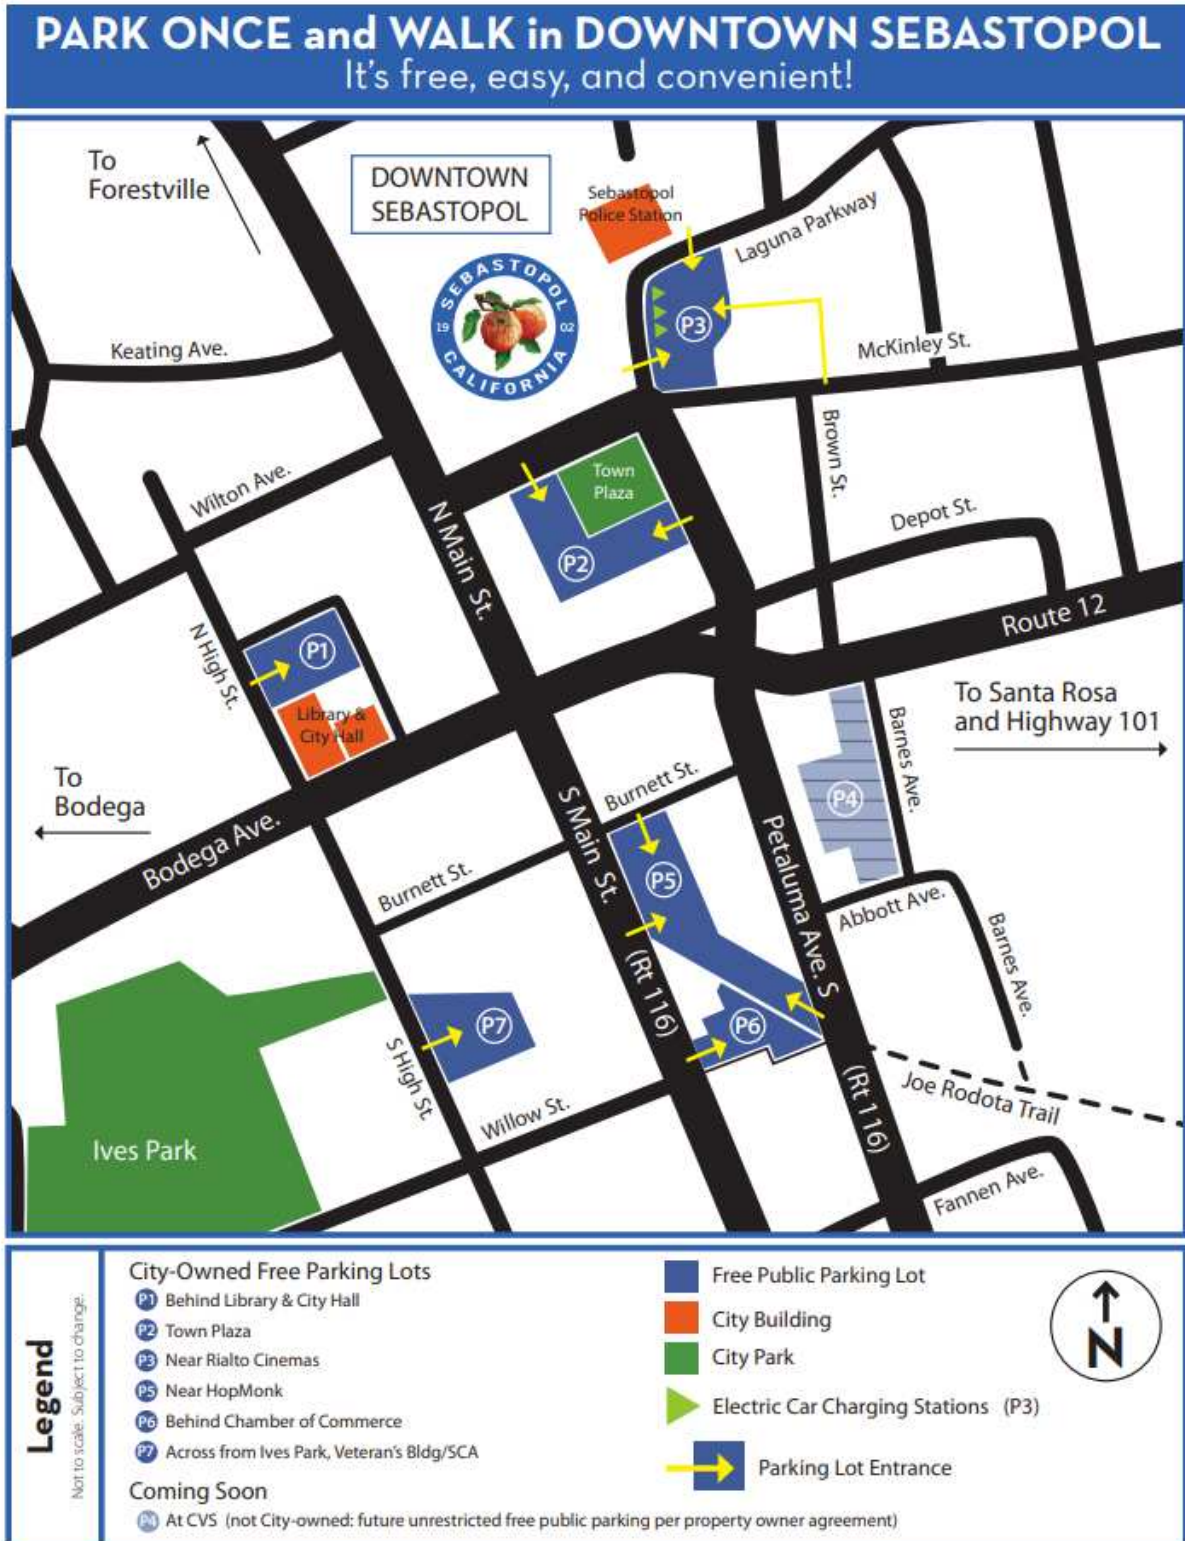 PARK ONCE and WALK in DOWNTOWN SEBASTOPOL
It's free, easy, and convenient!
To
Forestville
DOWNTOWN
SEBASTOPOL
Sebastopol
Police Station
Laguna Parkway
SEBASTOPOL
19 02
CALIFORNIA
P3
Keating Ave.
McKinley St.
Brown St.
Town
Plaza
Wilton Ave.
N Main St.
Depot St.
P2
Route 12
N High St.
P1
Library &
City Hall
To Santa Rosa
and Highway 101
Barnes Ave.
To
Bodega
Bodega Ave.
Burnett St.
S Main St.
P4
Petaluma Ave. S
Burnett St.
P5
Abbott Ave.
Barnes Ave.
(Rt 116)
P6
P7
S High St.
Willow St.
(Rt 116)
Joe Rodota Trail
Ives Park
Fannen Ave.
Legend
Not to scale. Subject to change.
City-Owned Free Parking Lots
P1 Behind Library & City Hall
P2 Town Plaza
P3 Near Rialto Cinemas
P5 Near HopMonk
P6 Behind Chamber of Commerce
P7 Across from Ives Park, Veteran's Bldg/SCA
Coming Soon
P4 At CVS (not City-owned: future unrestricted free public parking per property owner agreement)
Free Public Parking Lot
City Building
City Park
Electric Car Charging Stations (P3)
Parking Lot Entrance
N